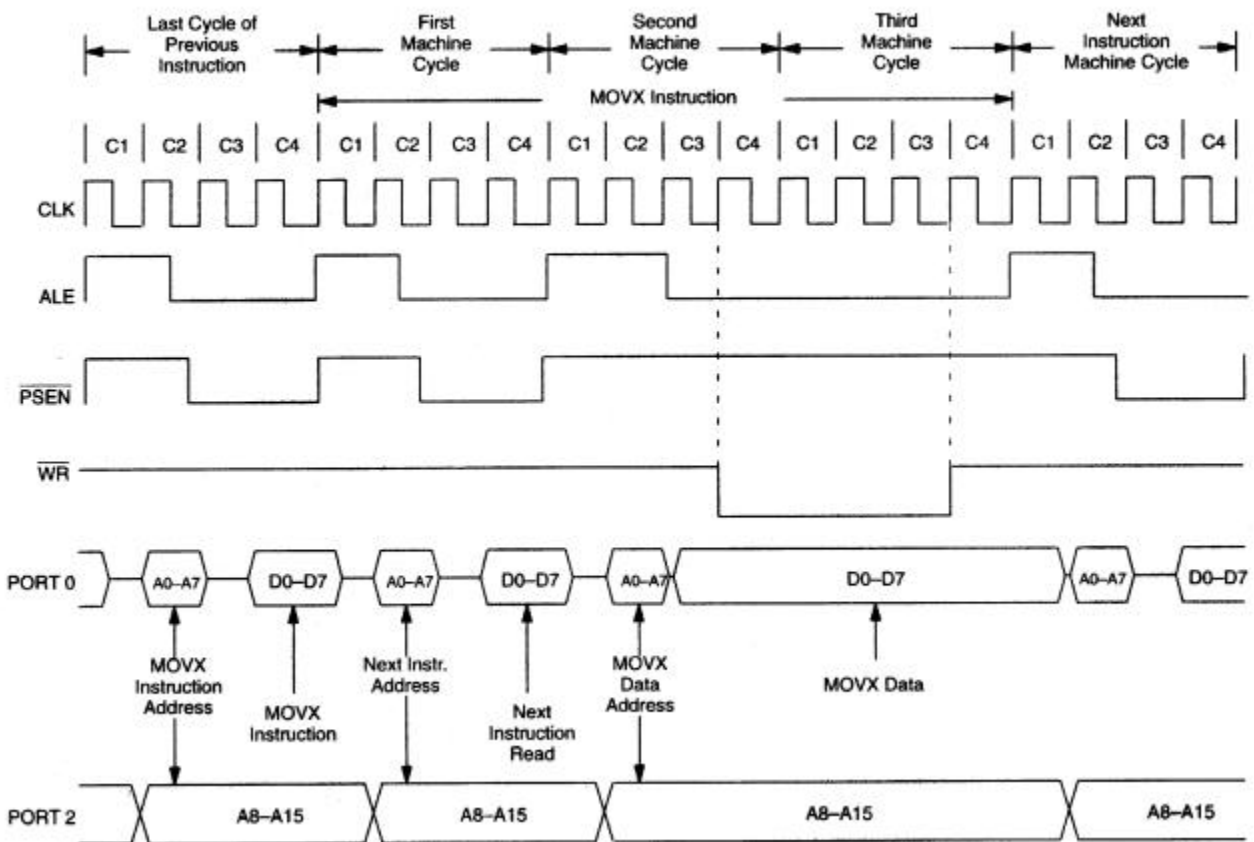 Last Cycle of
Previous
Instruction
First
Machine
Cycle
Second
Machine
Cycle
Third
Machine
Cycle
Next
Instruction
Machine Cycle
MOVX Instruction
C1 C2 C3 C4 C1 C2 C3 C4 C1 C2 C3 C4 C1 C2 C3 C4 C1 C2 C3 C4
CLK
ALE
PSEN
WR
PORT 0
A0–A7 D0–D7 A0–A7 D0–D7 A0–A7 D0–D7 A0–A7 D0–D7
MOVX
Instruction
Address
MOVX
Instruction
Next Instr.
Address
Next
Instruction
Read
MOVX
Data
Address
MOVX Data
PORT 2
A8–A15 A8–A15 A8–A15 A8–A15